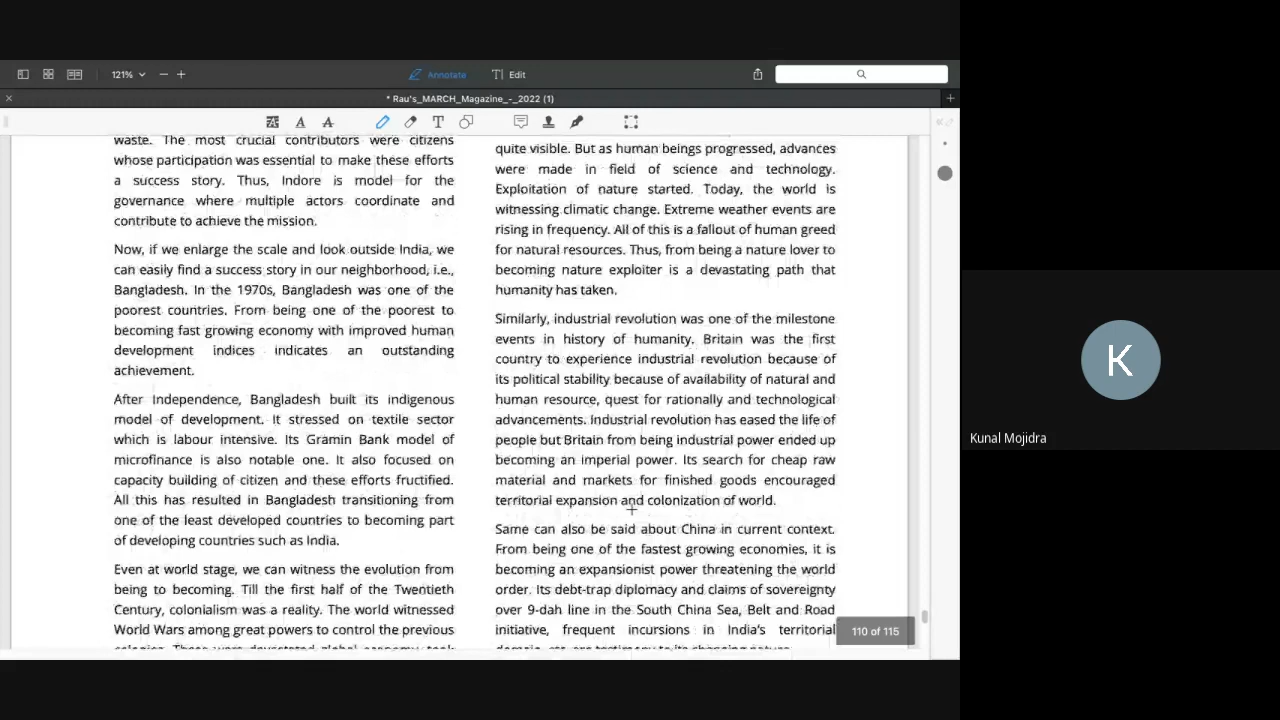 121%
Annotate
Edit
* Rau's_MARCH_Magazine_-_2022 (1)
waste. The most crucial contributors were citizens
whose participation was essential to make these efforts
a success story. Thus, Indore is model for the
governance where multiple actors coordinate and
contribute to achieve the mission.
Now, if we enlarge the scale and look outside India, we
can easily find a success story in our neighborhood, i.e.,
Bangladesh. In the 1970s, Bangladesh was one of the
poorest countries. From being one of the poorest to
becoming fast growing economy with improved human
development indices indicates an outstanding
achievement.
After Independence, Bangladesh built its indigenous
model of development. It stressed on textile sector
which is labour intensive. Its Gramin Bank model of
microfinance is also notable one. It also focused on
capacity building of citizen and these efforts fructified.
All this has resulted in Bangladesh transitioning from
one of the least developed countries to becoming part
of developing countries such as India.
Even at world stage, we can witness the evolution from
being to becoming. Till the first half of the Twentieth
Century, colonialism was a reality. The world witnessed
World Wars among great powers to control the previous
quite visible. But as human beings progressed, advances
were made in field of science and technology.
Exploitation of nature started. Today, the world is
witnessing climatic change. Extreme weather events are
rising in frequency. All of this is a fallout of human greed
for natural resources. Thus, from being a nature lover to
becoming nature exploiter is a devastating path that
humanity has taken.
Similarly, industrial revolution was one of the milestone
events in history of humanity. Britain was the first
country to experience industrial revolution because of
its political stability because of availability of natural and
human resource, quest for rationally and technological
advancements. Industrial revolution has eased the life of
people but Britain from being industrial power ended up
becoming an imperial power. Its search for cheap raw
material and markets for finished goods encouraged
territorial expansion and colonization of world.
Same can also be said about China in current context.
From being one of the fastest growing economies, it is
becoming an expansionist power threatening the world
order. Its debt-trap diplomacy and claims of sovereignty
over 9-dah line in the South China Sea, Belt and Road
initiative, frequent incursions in India's territorial
110 of 115
K
Kunal Mojidra